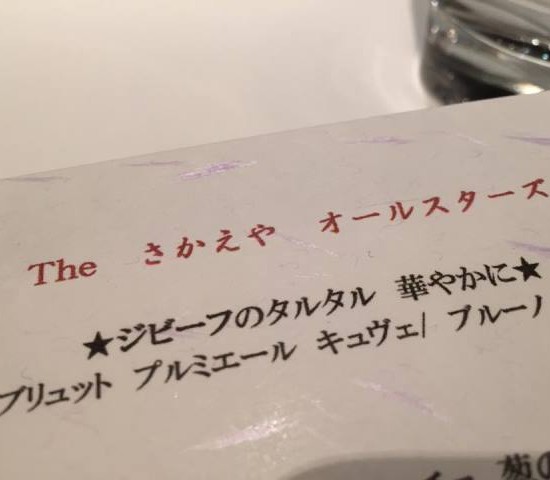 The さかえや オールスターズ
★ジビーフのタルタル 華やかに★
ブリュット プルミエール キュヴェ/ ブルーノ